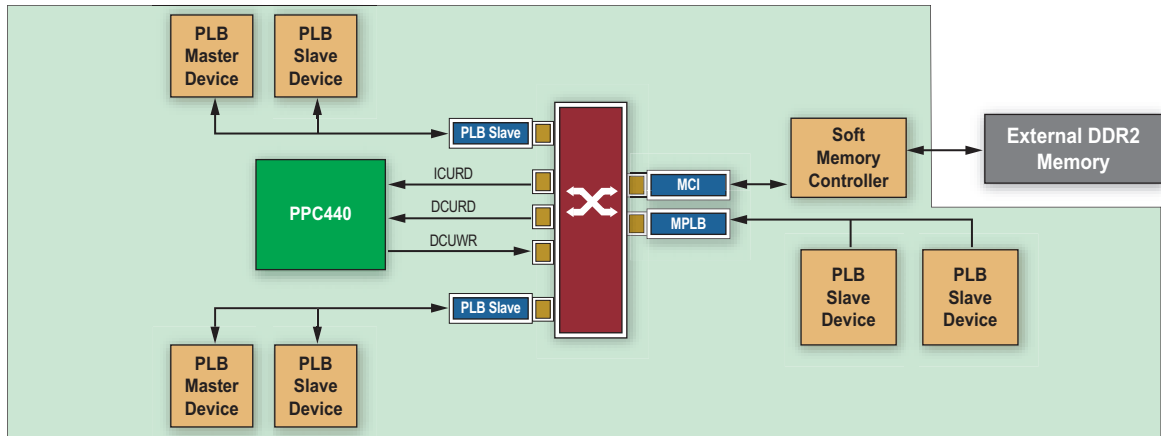 PLB
Master
Device
PLB
Slave
Device
PLB Slave
ICURD
PPC440
DCURD
DCUWR
PLB Slave
PLB
Master
Device
PLB
Slave
Device
MCI
MPLB
Soft
Memory
Controller
External DDR2
Memory
PLB
Slave
Device
PLB
Slave
Device